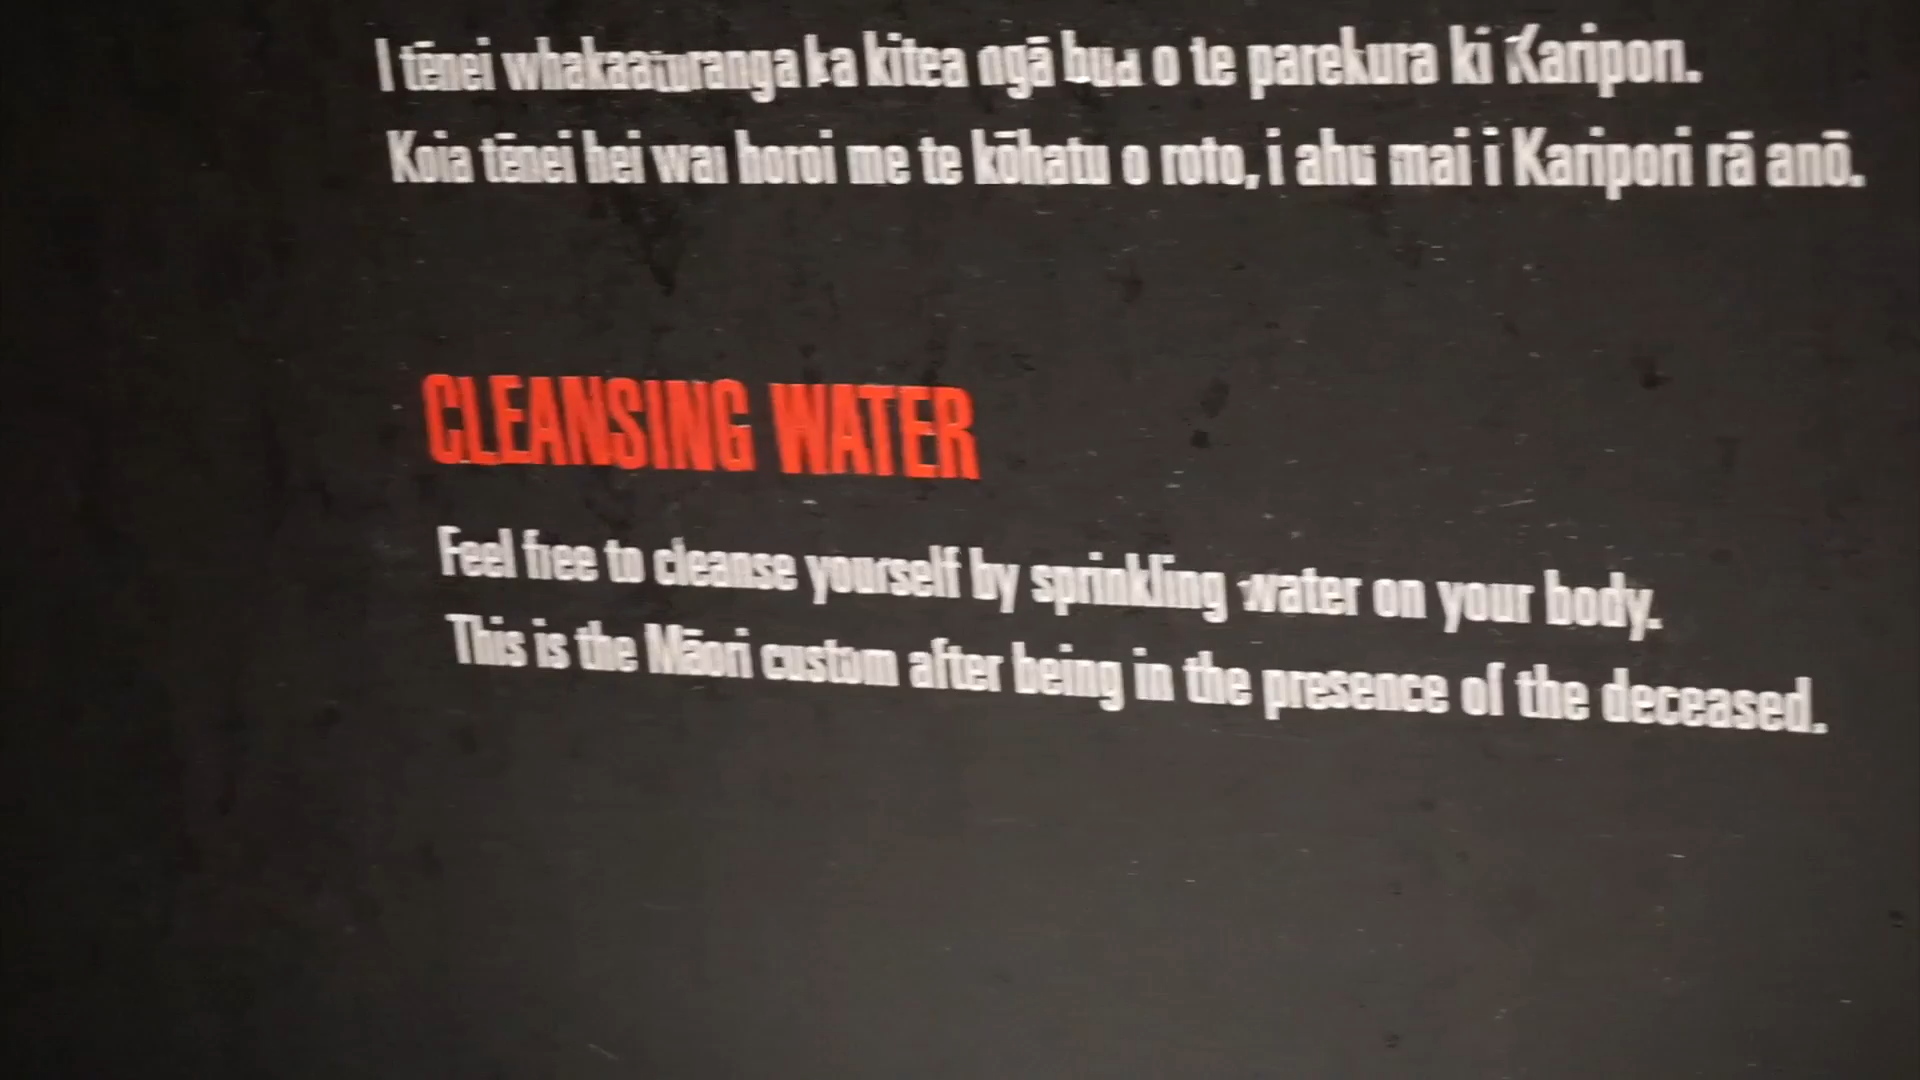 I tēnei whakaaturanga ka kitea ngā hua o te parekura ki Karipori.
Koia tēnei hei wai horoi me te kōhatu o roto, i ahu mai i Karipori rā anō.
CLEANSING WATER
Feel free to cleanse yourself by sprinkling water on your body.
This is the Māori custom after being in the presence of the deceased.